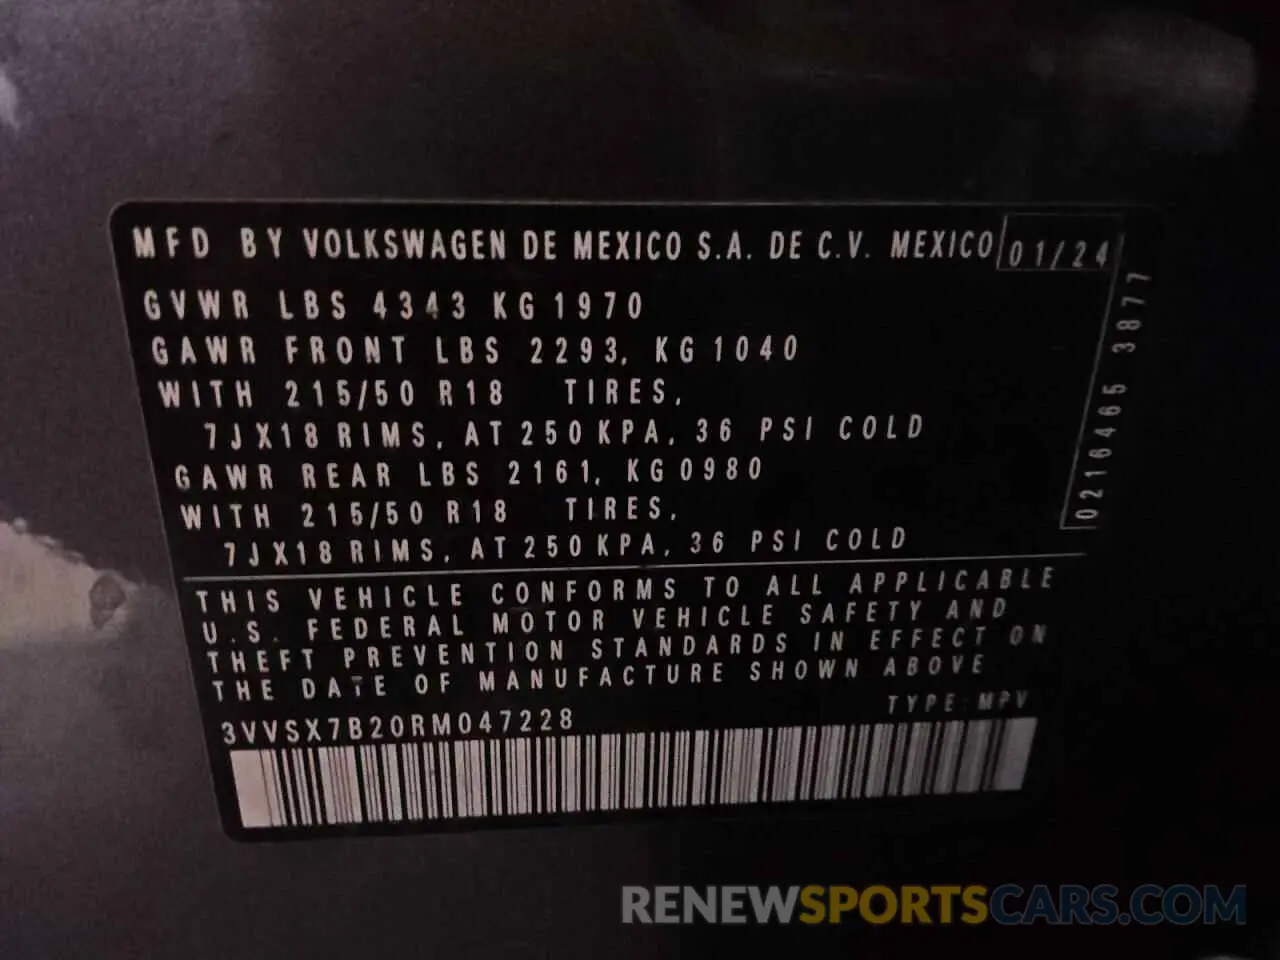 MFD BY VOLKSWAGEN DE MEXICO S.A. DE C.V. MEXICO 01/24
GVWR LBS 4343 KG 1970
GAWR FRONT LBS 2293, KG 1040
WITH 215/50 R18 TIRES,
7JX18 RIMS, AT 250 KPA, 36 PSI COLD
GAWR REAR LBS 2161, KG 0980
WITH 215/50 R18 TIRES,
7JX18 RIMS, AT 250 KPA, 36 PSI COLD
0216465 3877
THIS VEHICLE CONFORMS TO ALL APPLICABLE
U.S. FEDERAL MOTOR VEHICLE SAFETY AND
THEFT PREVENTION STANDARDS IN EFFECT ON
THE DATE OF MANUFACTURE SHOWN ABOVE
3VVSX7B20RM047228 TYPE: MPV
RENEWSPORTSCARS.COM